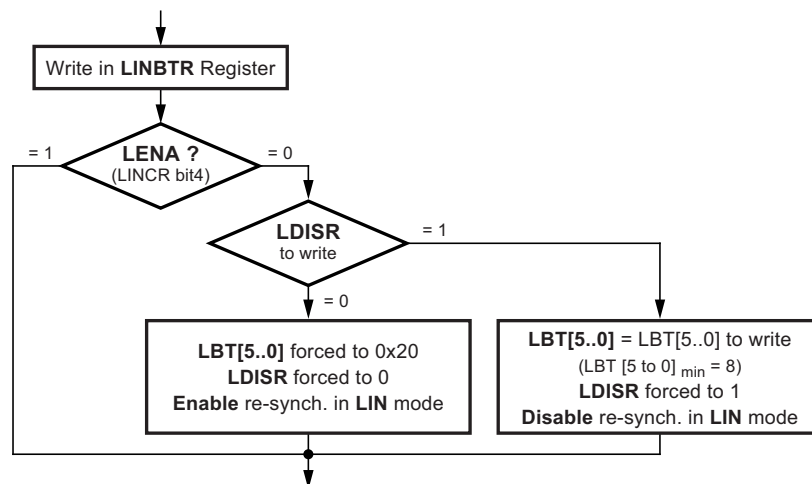 Write in LINBTR Register
LENA ?
(LINCR bit4)
= 1
= 0
LDISR
to write
= 1
= 0
LBT[5..0] forced to 0x20
LDISR forced to 0
Enable re-synch. in LIN mode
LBT[5..0] = LBT[5..0] to write
(LBT [5 to 0] min = 8)
LDISR forced to 1
Disable re-synch. in LIN mode